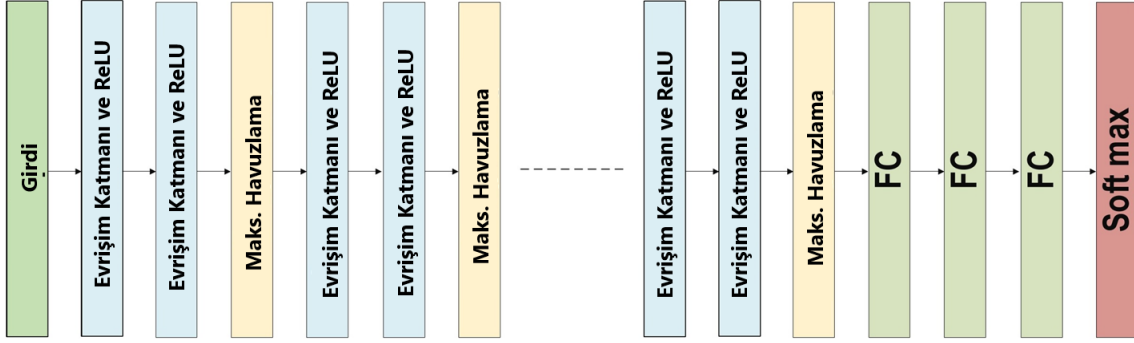 Girdi
Evrişim Katmanı ve ReLU
Evrişim Katmanı ve ReLU
Maks. Havuzlama
Evrişim Katmanı ve ReLU
Evrişim Katmanı ve ReLU
Maks. Havuzlama
Evrişim Katmanı ve ReLU
Evrişim Katmanı ve ReLU
Maks. Havuzlama
FC
FC
FC
Soft max